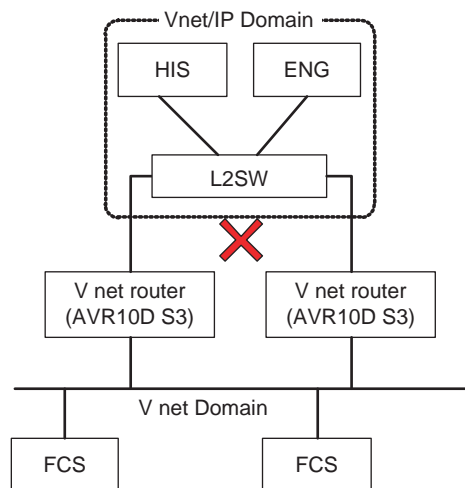 Vnet/IP Domain
HIS
ENG
L2SW
V net router
(AVR10D S3)
V net router
(AVR10D S3)
V net Domain
FCS
FCS